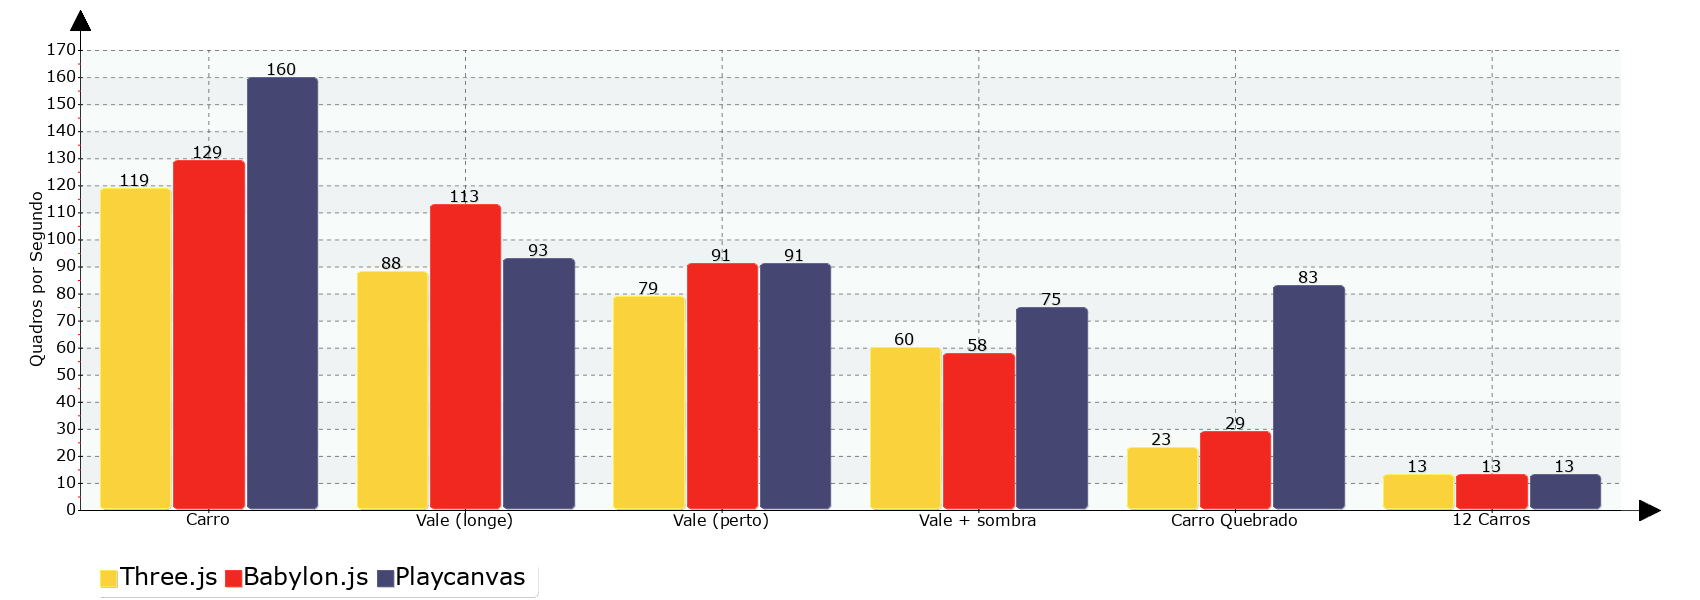 Quadros por Segundo
170
160
150
140
130
120
110
100
90
80
70
60
50
40
30
20
10
0
119 129 160
88 113 93
79 91 91
60 58 75
23 29 83
13 13 13
Carro Vale (longe) Vale (perto) Vale + sombra Carro Quebrado 12 Carros
Three.js Babylon.js Playcanvas